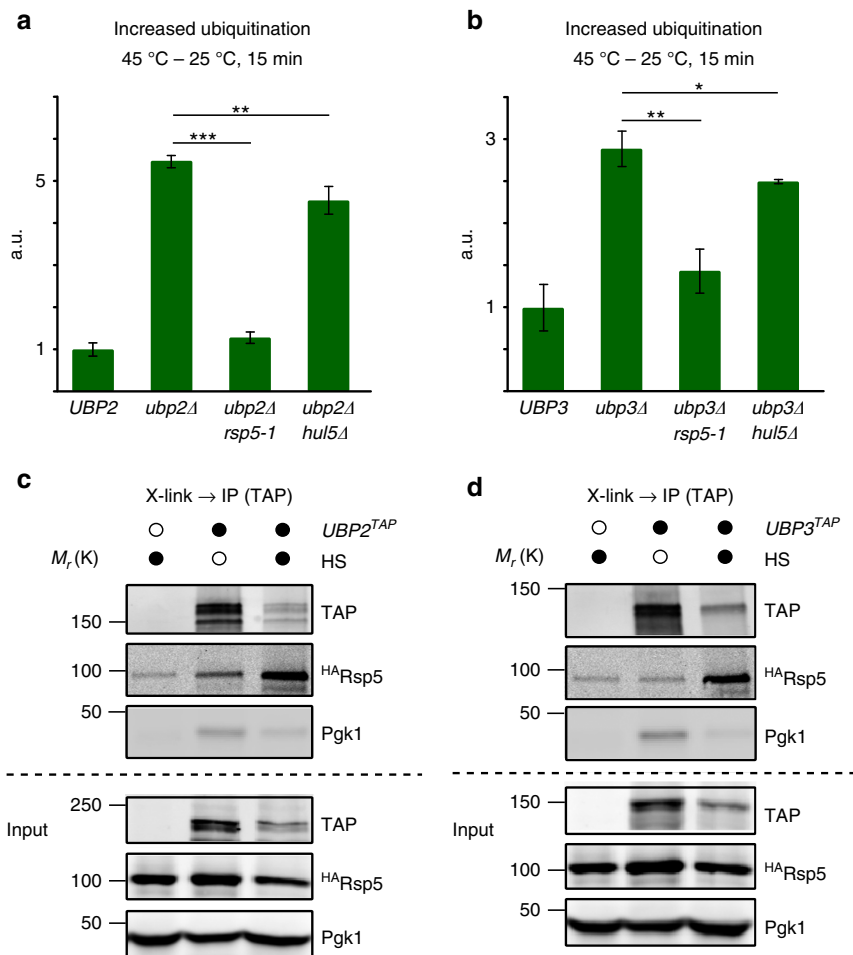 a
Increased ubiquitination
45 °C – 25 °C, 15 min
**
***
5
1
a.u.
UBP2
ubp2Δ
ubp2Δ
rsp5-1
ubp2Δ
hul5Δ
b
Increased ubiquitination
45 °C – 25 °C, 15 min
*
**
3
1
a.u.
UBP3
ubp3Δ
ubp3Δ
rsp5-1
ubp3Δ
hul5Δ
c
X-link → IP (TAP)
UBP2TAP
Mr (K)
HS
150
TAP
100
HARsp5
50
Pgk1
Input
250
TAP
100
HARsp5
50
Pgk1
d
X-link → IP (TAP)
UBP3TAP
Mr (K)
HS
150
TAP
100
HARsp5
50
Pgk1
Input
150
TAP
100
HARsp5
50
Pgk1